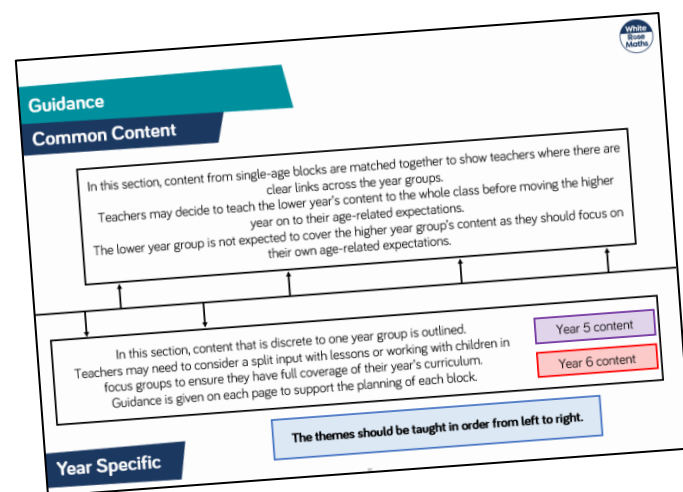 White
Rose
Maths
Guidance
Common Content
In this section, content from single-age blocks are matched together to show teachers where there are
clear links across the year groups.
Teachers may decide to teach the lower year's content to the whole class before moving the higher
year on to their age-related expectations.
The lower year group is not expected to cover the higher year group's content as they should focus on
their own age-related expectations.
In this section, content that is discrete to one year group is outlined.
Teachers may need to consider a split input with lessons or working with children in
focus groups to ensure they have full coverage of their year's curriculum.
Guidance is given on each page to support the planning of each block.
Year 5 content
Year 6 content
The themes should be taught in order from left to right.
Year Specific